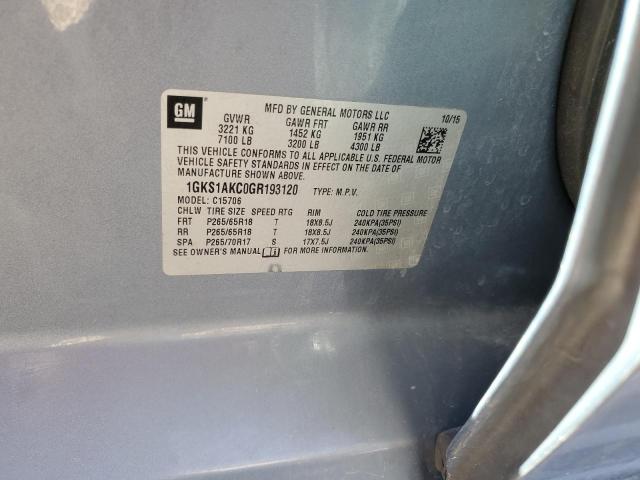 GM
MFD BY GENERAL MOTORS LLC 10/15
GVWR GAWR FRT GAWR RR
3221 KG 1452 KG 1951 KG
7100 LB 3200 LB 4300 LB
THIS VEHICLE CONFORMS TO ALL APPLICABLE U.S. FEDERAL MOTOR
VEHICLE SAFETY STANDARDS IN EFFECT ON THE DATE OF
MANUFACTURE SHOWN ABOVE.
1GKS1AKC0GR193120 TYPE: M.P.V.
MODEL: C15706
CHLW TIRE SIZE SPEED RTG RIM COLD TIRE PRESSURE
FRT P265/65R18 T 18X8.5J 240KPA(35PSI)
RR P265/65R18 T 18X8.5J 240KPA(35PSI)
SPA P265/70R17 S 17X7.5J 240KPA(35PSI)
SEE OWNER'S MANUAL FOR MORE INFORMATION.